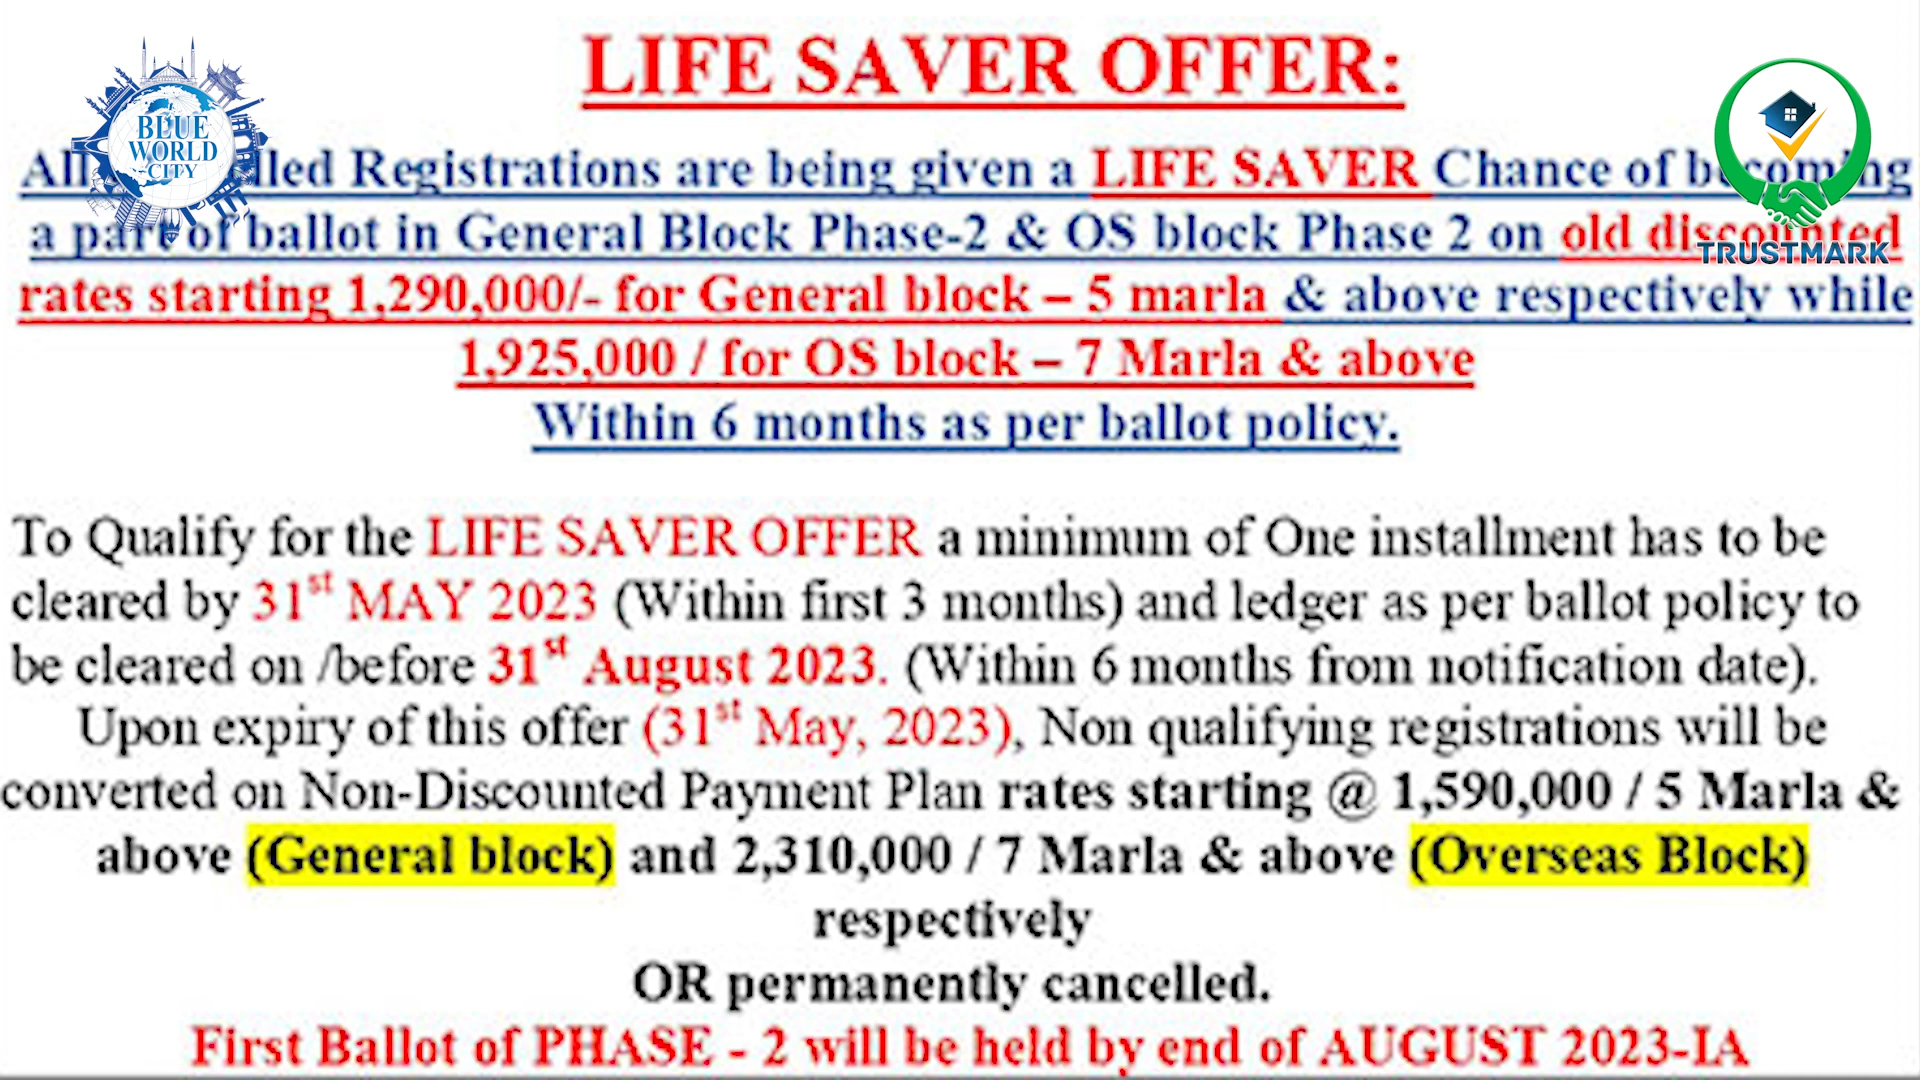 LIFE SAVER OFFER:
BLUE
WORLD
CITY
All lled Registrations are being given a LIFE SAVER Chance of becoming
a part of ballot in General Block Phase-2 & OS block Phase 2 on old discounted
TRUSTMARK
rates starting 1,290,000/- for General block – 5 marla & above respectively while
1,925,000 / for OS block – 7 Marla & above
Within 6 months as per ballot policy.
To Qualify for the LIFE SAVER OFFER a minimum of One installment has to be
cleared by 31st MAY 2023 (Within first 3 months) and ledger as per ballot policy to
be cleared on /before 31st August 2023. (Within 6 months from notification date).
Upon expiry of this offer (31st May, 2023), Non qualifying registrations will be
converted on Non-Discounted Payment Plan rates starting @ 1,590,000 / 5 Marla &
above (General block) and 2,310,000 / 7 Marla & above (Overseas Block)
respectively
OR permanently cancelled.
First Ballot of PHASE - 2 will be held by end of AUGUST 2023-IA